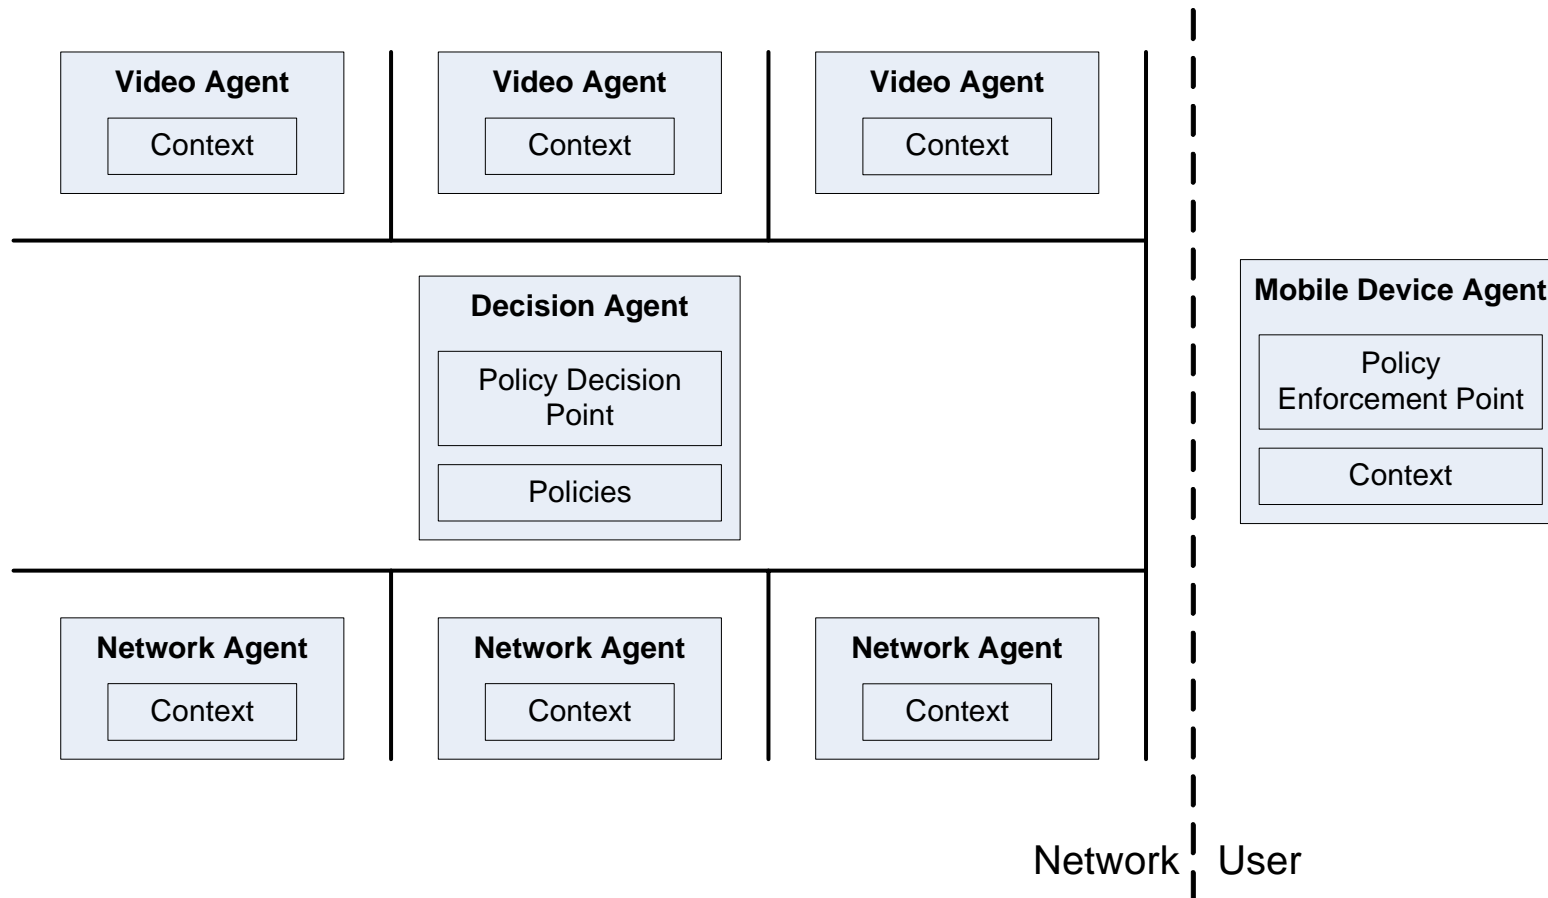 Video Agent
Context
Video Agent
Context
Video Agent
Context
Decision Agent
Policy Decision
Point
Policies
Mobile Device Agent
Policy
Enforcement Point
Context
Network Agent
Context
Network Agent
Context
Network Agent
Context
Network
User